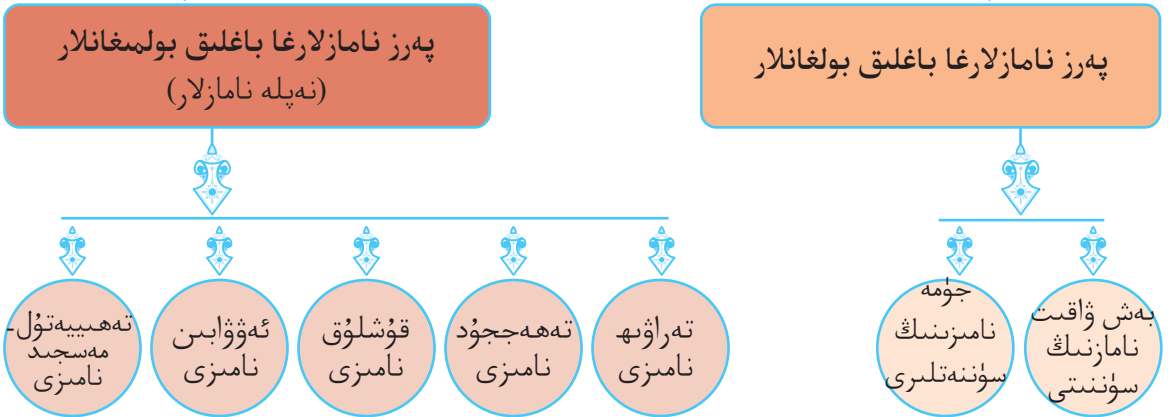 پەرز نامازلارغا باغلىق بولغانلار
پەرز نامازلارغا باغلىق بولمىغانلار
(نەپلە نامازلار)
بەش ۋاقىت
نامازنىڭ
سۈننىتى
جۈمە
نامىزىنىڭ
سۈننەتلىرى
تەراۋىھ
نامىزى
تەھەججۇد
نامىزى
قۇشلۇق
نامىزى
ئەۋۋابىن
نامىزى
تەھىييەتۇل-
مەسجىد
نامىزى